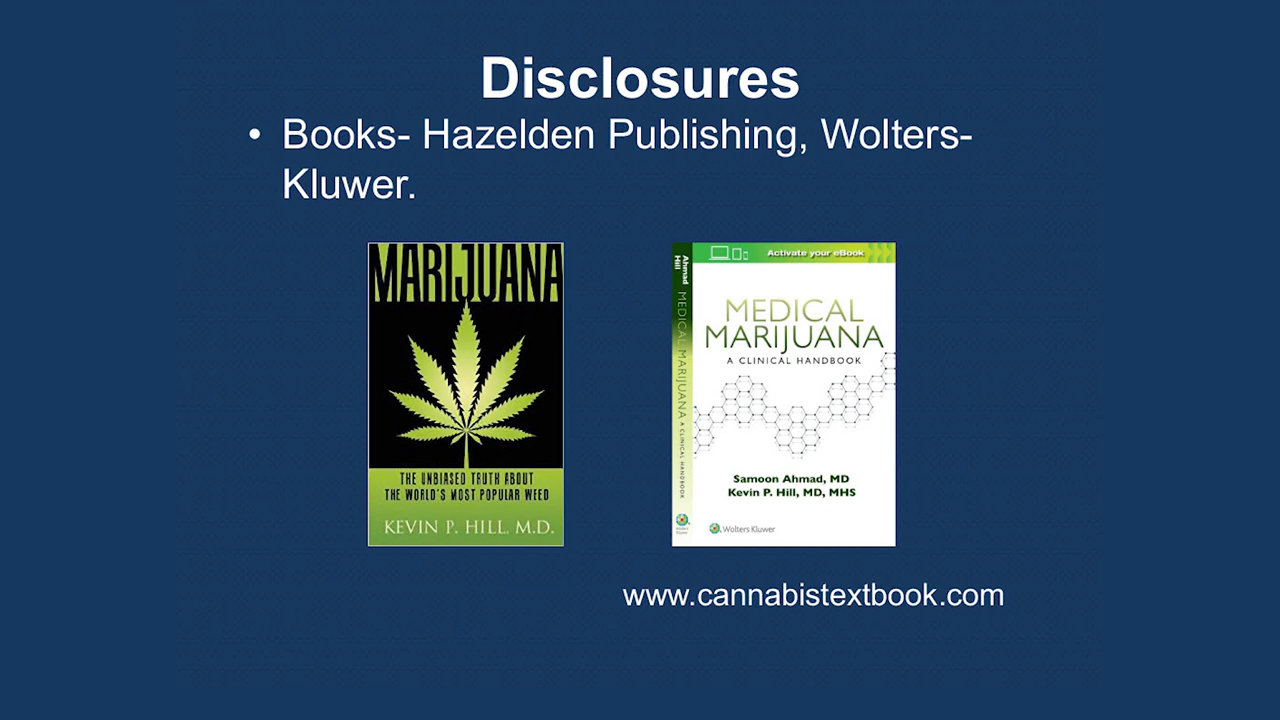 Disclosures
• Books- Hazelden Publishing, Wolters-
Kluwer.
MARIJUANA
THE UNBIASED TRUTH ABOUT
THE WORLD'S MOST POPULAR WEED
KEVIN P. HILL, M.D.
Ahmad
Hill
MEDICAL MARIJUANA A CLINICAL HANDBOOK
Activate your eBook
MEDICAL
MARIJUANA
A CLINICAL HANDBOOK
Samoon Ahmad, MD
Kevin P. Hill, MD, MHS
Wolters Kluwer
www.cannabistextbook.com